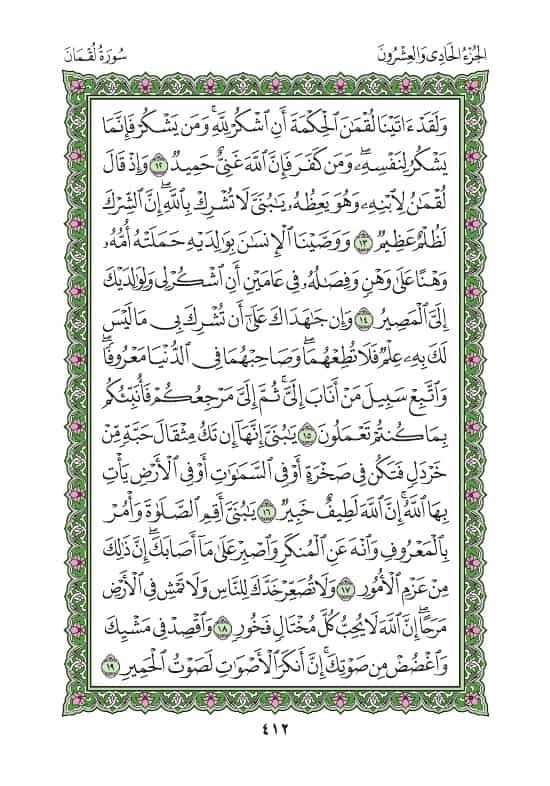 الجُزْءُ الحَادِي وَالعِشْرُونَ
سُورَةُ لُقْمَانَ
وَلَقَدْ ءَاتَيْنَا لُقْمَٰنَ ٱلْحِكْمَةَ أَنِ ٱشْكُرْ لِلَّهِۚ وَمَن يَشْكُرْ فَإِنَّمَا
يَشْكُرُ لِنَفْسِهِۦۖ وَمَن كَفَرَ فَإِنَّ ٱللَّهَ غَنِىٌّ حَمِيدٌ ١٢ وَإِذْ قَالَ
لُقْمَٰنُ لِٱبْنِهِۦ وَهُوَ يَعِظُهُۥ يَٰبُنَىَّ لَا تُشْرِكْ بِٱللَّهِۖ إِنَّ ٱلشِّرْكَ
لَظُلْمٌ عَظِيمٌ ١٣ وَوَصَّيْنَا ٱلْإِنسَٰنَ بِوَٰلِدَيْهِ حَمَلَتْهُ أُمُّهُۥ
وَهْنًا عَلَىٰ وَهْنٍ وَفِصَٰلُهُۥ فِى عَامَيْنِ أَنِ ٱشْكُرْ لِى وَلِوَٰلِدَيْكَ
إِلَىَّ ٱلْمَصِيرُ ١٤ وَإِن جَٰهَدَاكَ عَلَىٰٓ أَن تُشْرِكَ بِى مَا لَيْسَ
لَكَ بِهِۦ عِلْمٌ فَلَا تُطِعْهُمَاۖ وَصَاحِبْهُمَا فِى ٱلدُّنْيَا مَعْرُوفًاۖ
وَٱتَّبِعْ سَبِيلَ مَنْ أَنَابَ إِلَىَّۚ ثُمَّ إِلَىَّ مَرْجِعُكُمْ فَأُنَبِّئُكُم
بِمَا كُنتُمْ تَعْمَلُونَ ١٥ يَٰبُنَىَّ إِنَّهَآ إِن تَكُ مِثْقَالَ حَبَّةٍ مِّنْ
خَرْدَلٍ فَتَكُن فِى صَخْرَةٍ أَوْ فِى ٱلسَّمَٰوَٰتِ أَوْ فِى ٱلْأَرْضِ يَأْتِ
بِهَا ٱللَّهُۚ إِنَّ ٱللَّهَ لَطِيفٌ خَبِيرٌ ١٦ يَٰبُنَىَّ أَقِمِ ٱلصَّلَوٰةَ وَأْمُرْ
بِٱلْمَعْرُوفِ وَٱنْهَ عَنِ ٱلْمُنكَرِ وَٱصْبِرْ عَلَىٰ مَآ أَصَابَكَۖ إِنَّ ذَٰلِكَ
مِنْ عَزْمِ ٱلْأُمُورِ ١٧ وَلَا تُصَعِّرْ خَدَّكَ لِلنَّاسِ وَلَا تَمْشِ فِى ٱلْأَرْضِ
مَرَحًاۖ إِنَّ ٱللَّهَ لَا يُحِبُّ كُلَّ مُخْتَالٍ فَخُورٍ ١٨ وَٱقْصِدْ فِى مَشْيِكَ
وَٱغْضُضْ مِن صَوْتِكَۚ إِنَّ أَنكَرَ ٱلْأَصْوَٰتِ لَصَوْتُ ٱلْحَمِيرِ ١٩
٤١٢